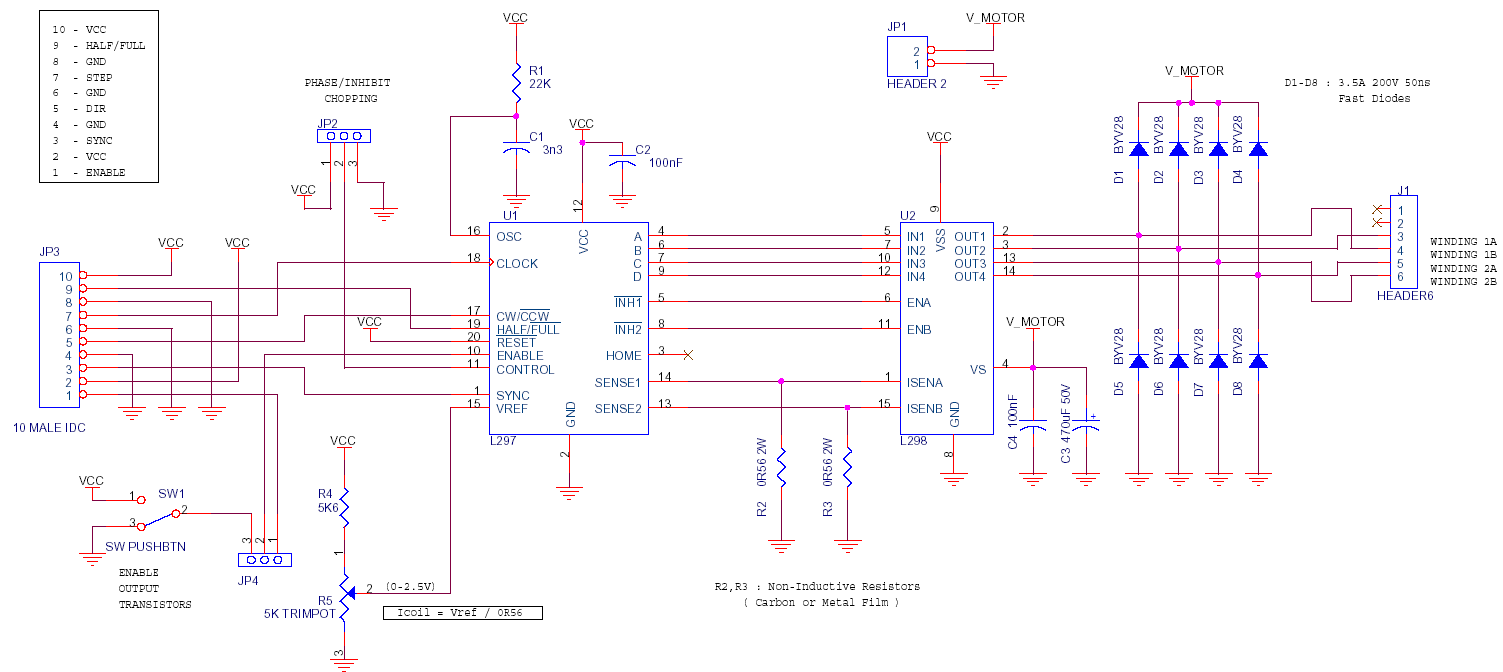 10 - VCC
9 - HALF/FULL
8 - GND
7 - STEP
6 - GND
5 - DIR
4 - GND
3 - SYNC
2 - VCC
1 - ENABLE
PHASE/INHIBIT
CHOPPING
JP2
1
2
3
VCC
VCC
R1
22K
C1
3n3
VCC
C2
100nF
JP1
2
1
HEADER 2
V_MOTOR
V_MOTOR
D1-D8 : 3.5A 200V 50ns
Fast Diodes
BYV28
BYV28
BYV28
BYV28
D1
D2
D3
D4
JP3
10
9
8
7
6
5
4
3
2
1
10 MALE IDC
VCC
VCC
VCC
U1
12
VCC
16 OSC
18 CLOCK
17 CW/CCW
19 HALF/FULL
20 RESET
10 ENABLE
11 CONTROL
1 SYNC
15 VREF
A 4
B 6
C 7
D 9
INH1 5
INH2 8
HOME 3
SENSE1 14
SENSE2 13
GND
2
L297
VCC
U2
9
VSS
5 IN1
7 IN2
10 IN3
12 IN4
6 ENA
11 ENB
1 ISENA
15 ISENB
OUT1 2
OUT2 3
OUT3 13
OUT4 14
VS 4
GND
8
L298
V_MOTOR
C4 100nF
C3 470uF 50V
+
BYV28
BYV28
BYV28
BYV28
D5
D6
D7
D8
J1
1
2
3
4
5
6
HEADER6
WINDING 1A
WINDING 1B
WINDING 2A
WINDING 2B
R2
0R56 2W
R3
0R56 2W
R2,R3 : Non-Inductive Resistors
( Carbon or Metal Film )
VCC
1
SW1
2
3
SW PUSHBTN
ENABLE
OUTPUT
TRANSISTORS
3
2
1
JP4
VCC
R4
5K6
1
R5
5K TRIMPOT
2
3
(0-2.5V)
Icoil = Vref / 0R56